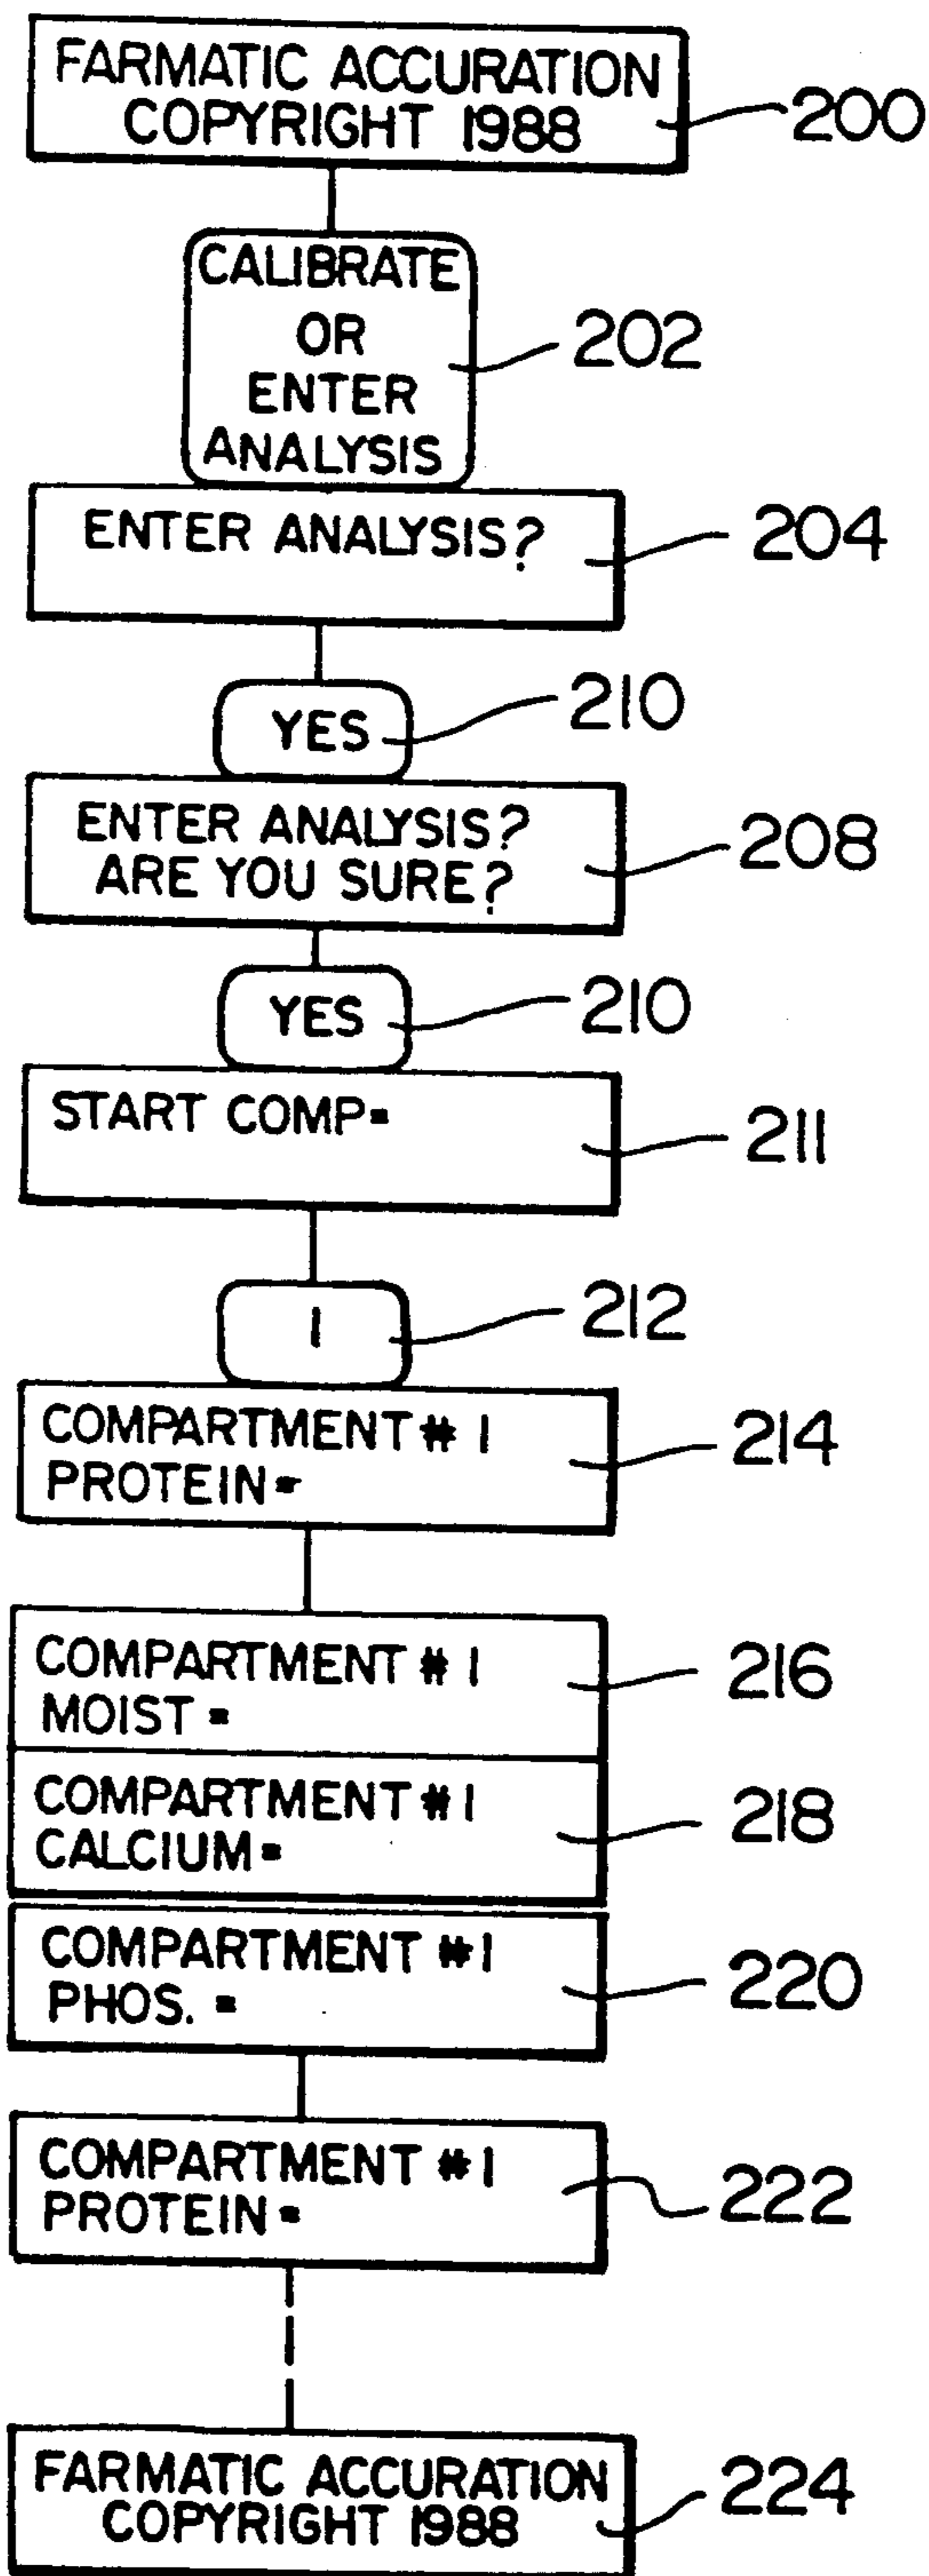 FARMATIC ACCURATION
COPYRIGHT 1988
200
CALIBRATE
OR
ENTER
ANALYSIS
202
ENTER ANALYSIS?
204
YES
210
ENTER ANALYSIS?
ARE YOU SURE?
208
YES
210
START COMP=
211
1
212
COMPARTMENT # 1
PROTEIN=
214
COMPARTMENT # 1
MOIST =
216
COMPARTMENT # 1
CALCIUM=
218
COMPARTMENT #1
PHOS. =
220
COMPARTMENT #1
PROTEIN=
222
FARMATIC ACCURATION
COPYRIGHT 1988
224